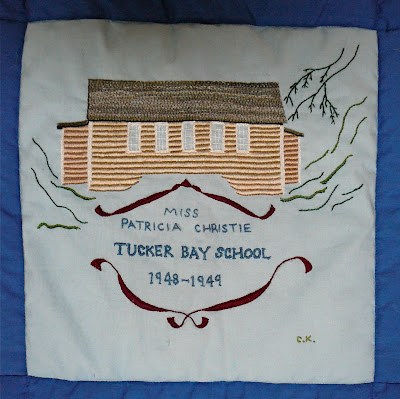 MISS
PATRICIA CHRISTIE
TUCKER BAY SCHOOL
1948-1949
C.K.